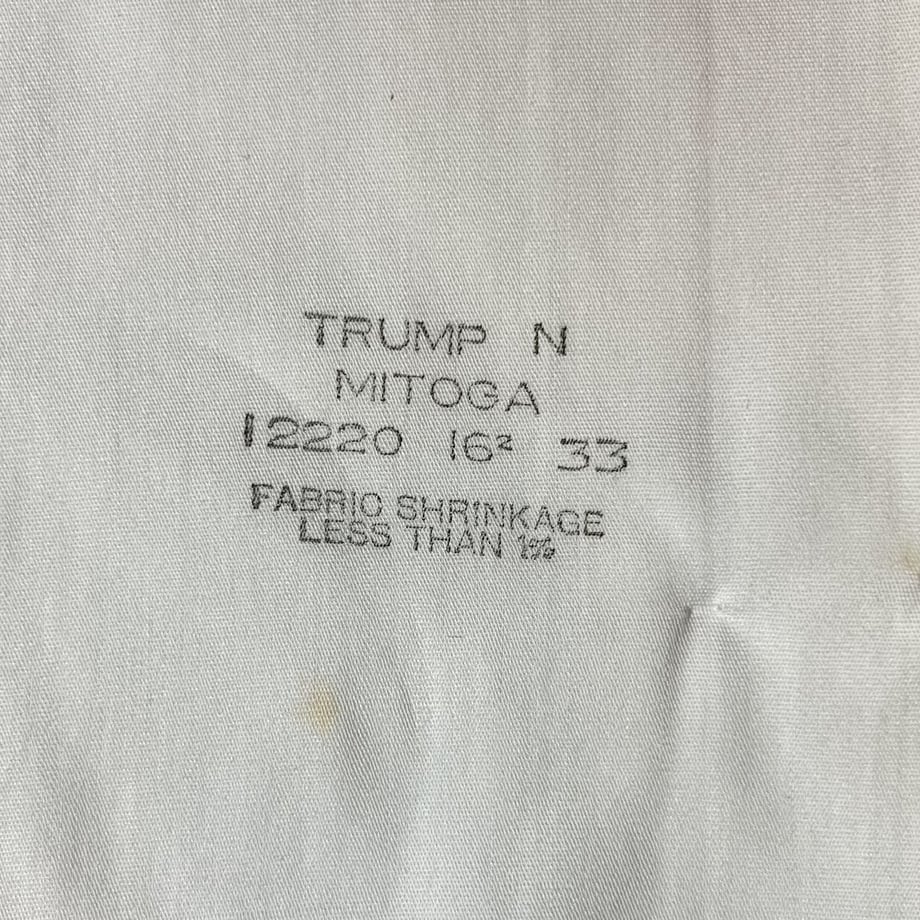 TRUMP N
MITOGA
12220 16² 33
FABRIC SHRINKAGE
LESS THAN 1%